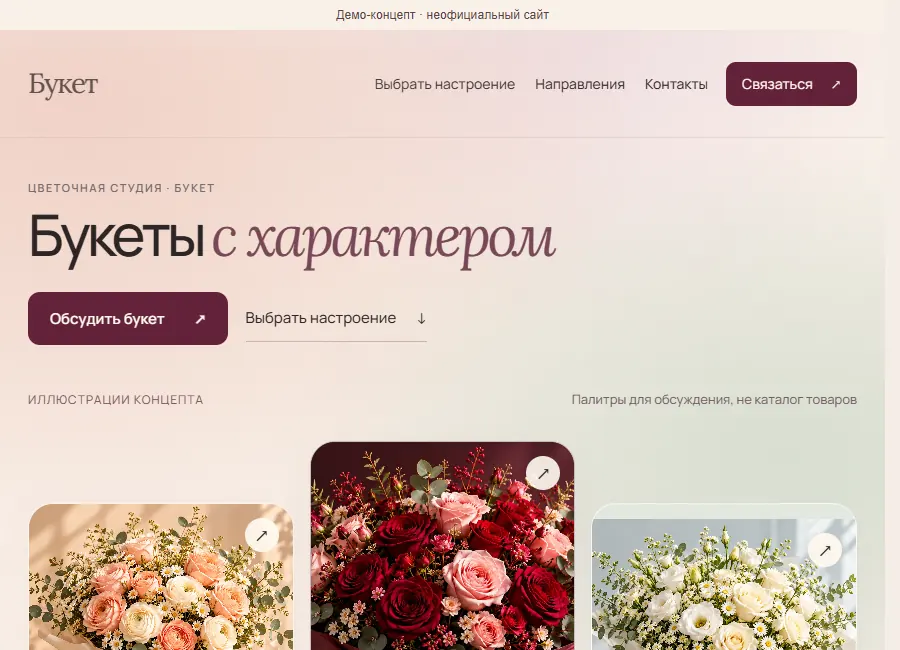 Демо-концепт · неофициальный сайт
Букет
Выбрать настроение
Направления
Контакты
Связаться ↗
ЦВЕТОЧНАЯ СТУДИЯ · БУКЕТ
Букеты с характером
Обсудить букет ↗
Выбрать настроение ↓
ИЛЛЮСТРАЦИИ КОНЦЕПТА
Палитры для обсуждения, не каталог товаров